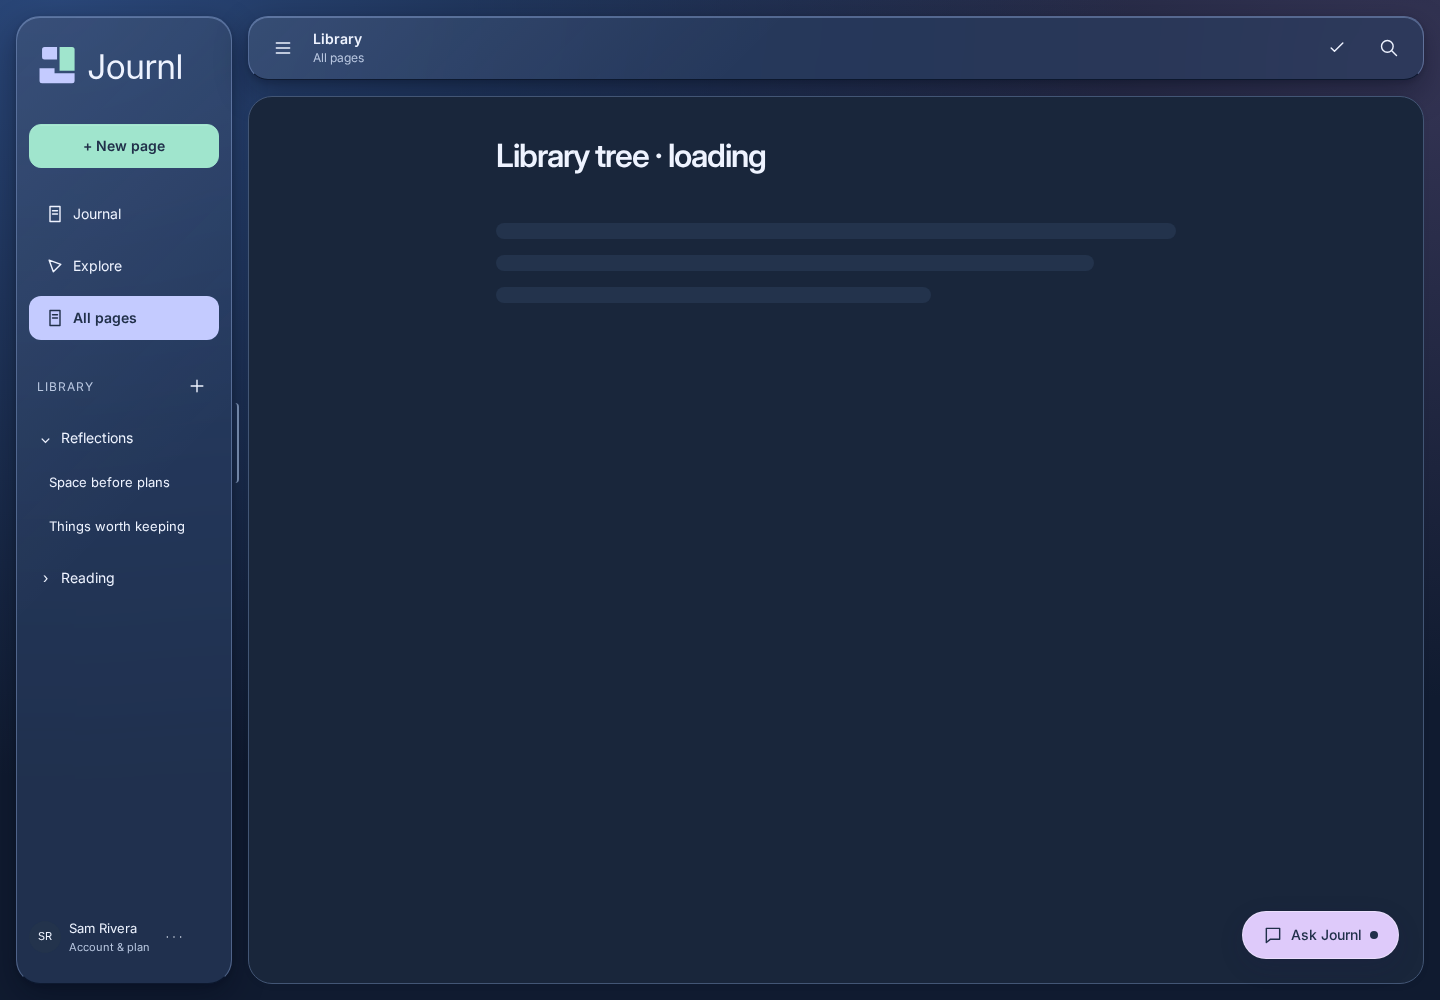 Journl
+ New page
Journal
Explore
All pages
LIBRARY
Reflections
Space before plans
Things worth keeping
Reading
SR
Sam Rivera
Account & plan
Library
All pages
Library tree · loading
Ask Journl